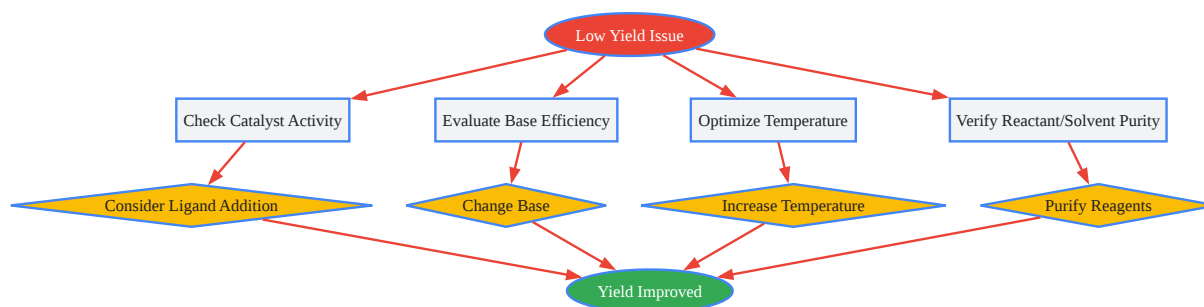 Low Yield Issue
Check Catalyst Activity
Evaluate Base Efficiency
Optimize Temperature
Verify Reactant/Solvent Purity
Consider Ligand Addition
Change Base
Increase Temperature
Purify Reagents
Yield Improved